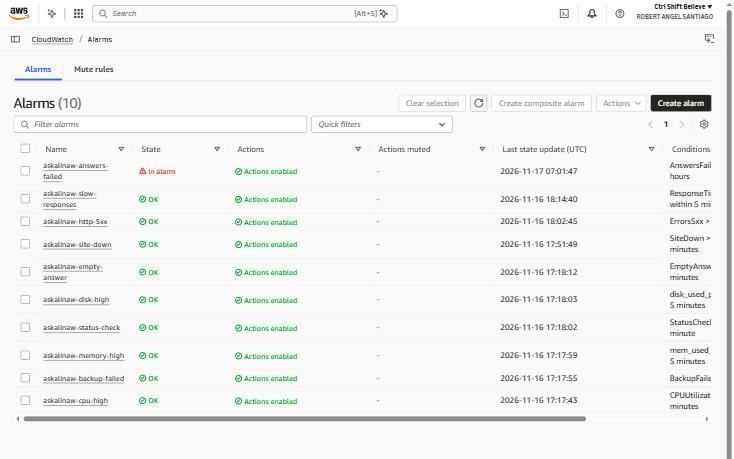 aws
Search
[Alt+S]
Ctrl Shift Believe ▼
ROBERT ANGEL SANTIAGO
CloudWatch / Alarms
Alarms
Mute rules
Alarms (10)
Clear selection
Create composite alarm
Actions
Create alarm
Filter alarms
Quick filters
1
Name State Actions Actions muted Last state update (UTC) Conditions
askalinaw-answers-failed In alarm Actions enabled - 2026-11-17 07:01:47 AnswersFail
hours
askalinaw-slow-responses OK Actions enabled - 2026-11-16 18:14:40 ResponseTi
within 5 mi
askalinaw-http-5xx OK Actions enabled - 2026-11-16 18:02:45 Errors5xx >
askalinaw-site-down OK Actions enabled - 2026-11-16 17:51:49 SiteDown >
minutes
askalinaw-empty-answer OK Actions enabled - 2026-11-16 17:18:12 EmptyAnsw
minutes
askalinaw-disk-high OK Actions enabled - 2026-11-16 17:18:03 disk_used_p
5 minutes
askalinaw-status-check OK Actions enabled - 2026-11-16 17:18:02 StatusCheck
minute
askalinaw-memory-high OK Actions enabled - 2026-11-16 17:17:59 mem_used_
5 minutes
askalinaw-backup-failed OK Actions enabled - 2026-11-16 17:17:55 BackupFaile
askalinaw-cpu-high OK Actions enabled - 2026-11-16 17:17:43 CPUUtilizat
minutes